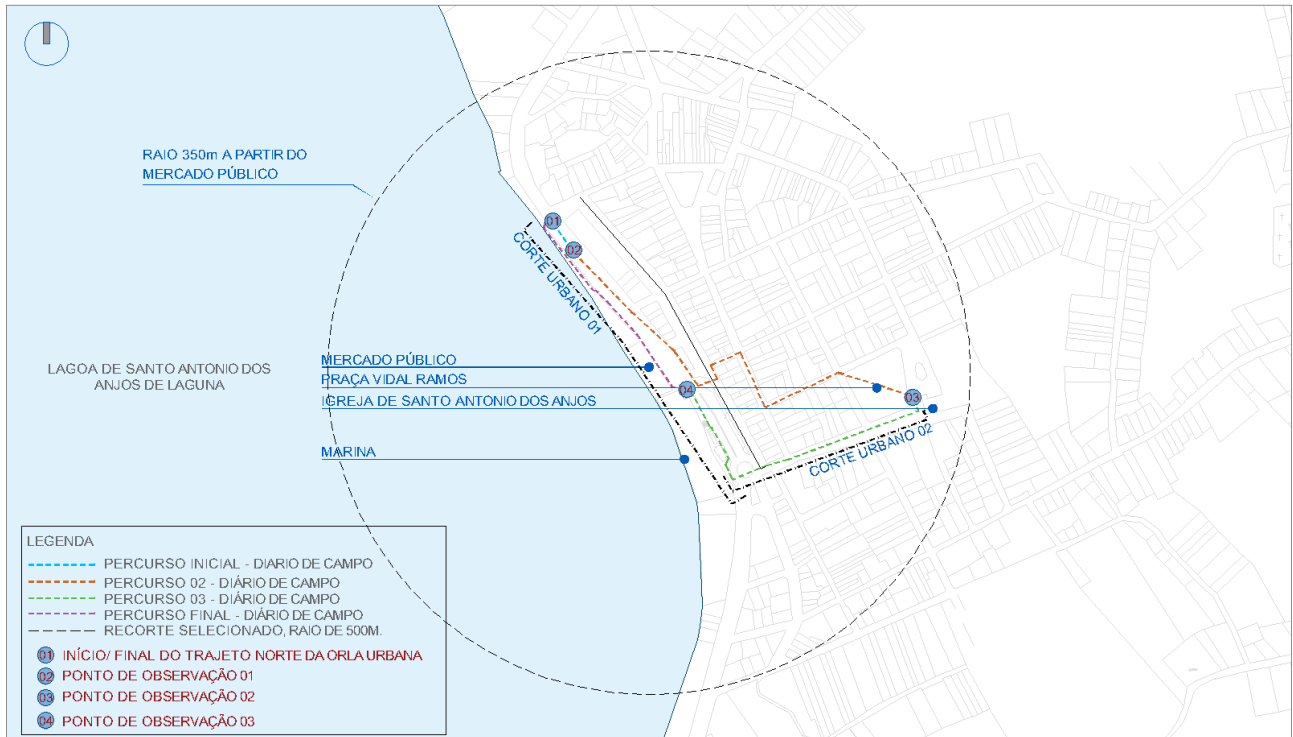 RAIO 350m A PARTIR DO
MERCADO PÚBLICO
01
02
CORTE URBANO 01
LAGOA DE SANTO ANTONIO DOS
ANJOS DE LAGUNA
MERCADO PÚBLICO
PRAÇA VIDAL RAMOS
IGREJA DE SANTO ANTONIO DOS ANJOS
04
03
CORTE URBANO 02
MARINA
LEGENDA
PERCURSO INICIAL - DIARIO DE CAMPO
PERCURSO 02 - DIÁRIO DE CAMPO
PERCURSO 03 - DIÁRIO DE CAMPO
PERCURSO FINAL - DIÁRIO DE CAMPO
RECORTE SELECIONADO, RAIO DE 500M.
01 INÍCIO/ FINAL DO TRAJETO NORTE DA ORLA URBANA
02 PONTO DE OBSERVAÇÃO 01
03 PONTO DE OBSERVAÇÃO 02
04 PONTO DE OBSERVAÇÃO 03